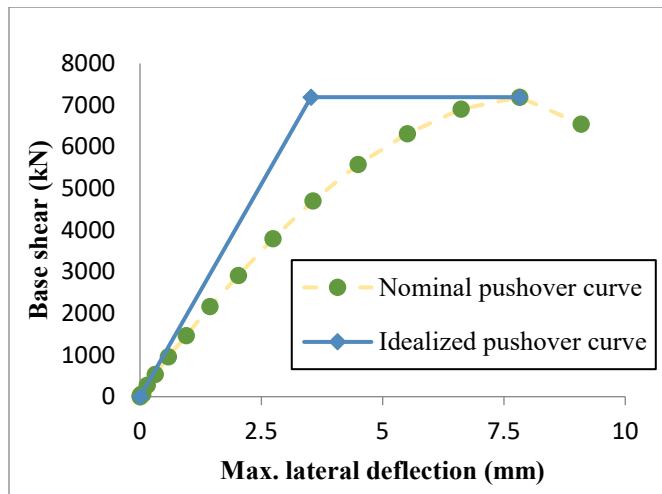 8000
7000
6000
5000
4000
3000
2000
1000
0
Base shear (kN)
Nominal pushover curve
Idealized pushover curve
0 2.5 5 7.5 10
Max. lateral deflection (mm)